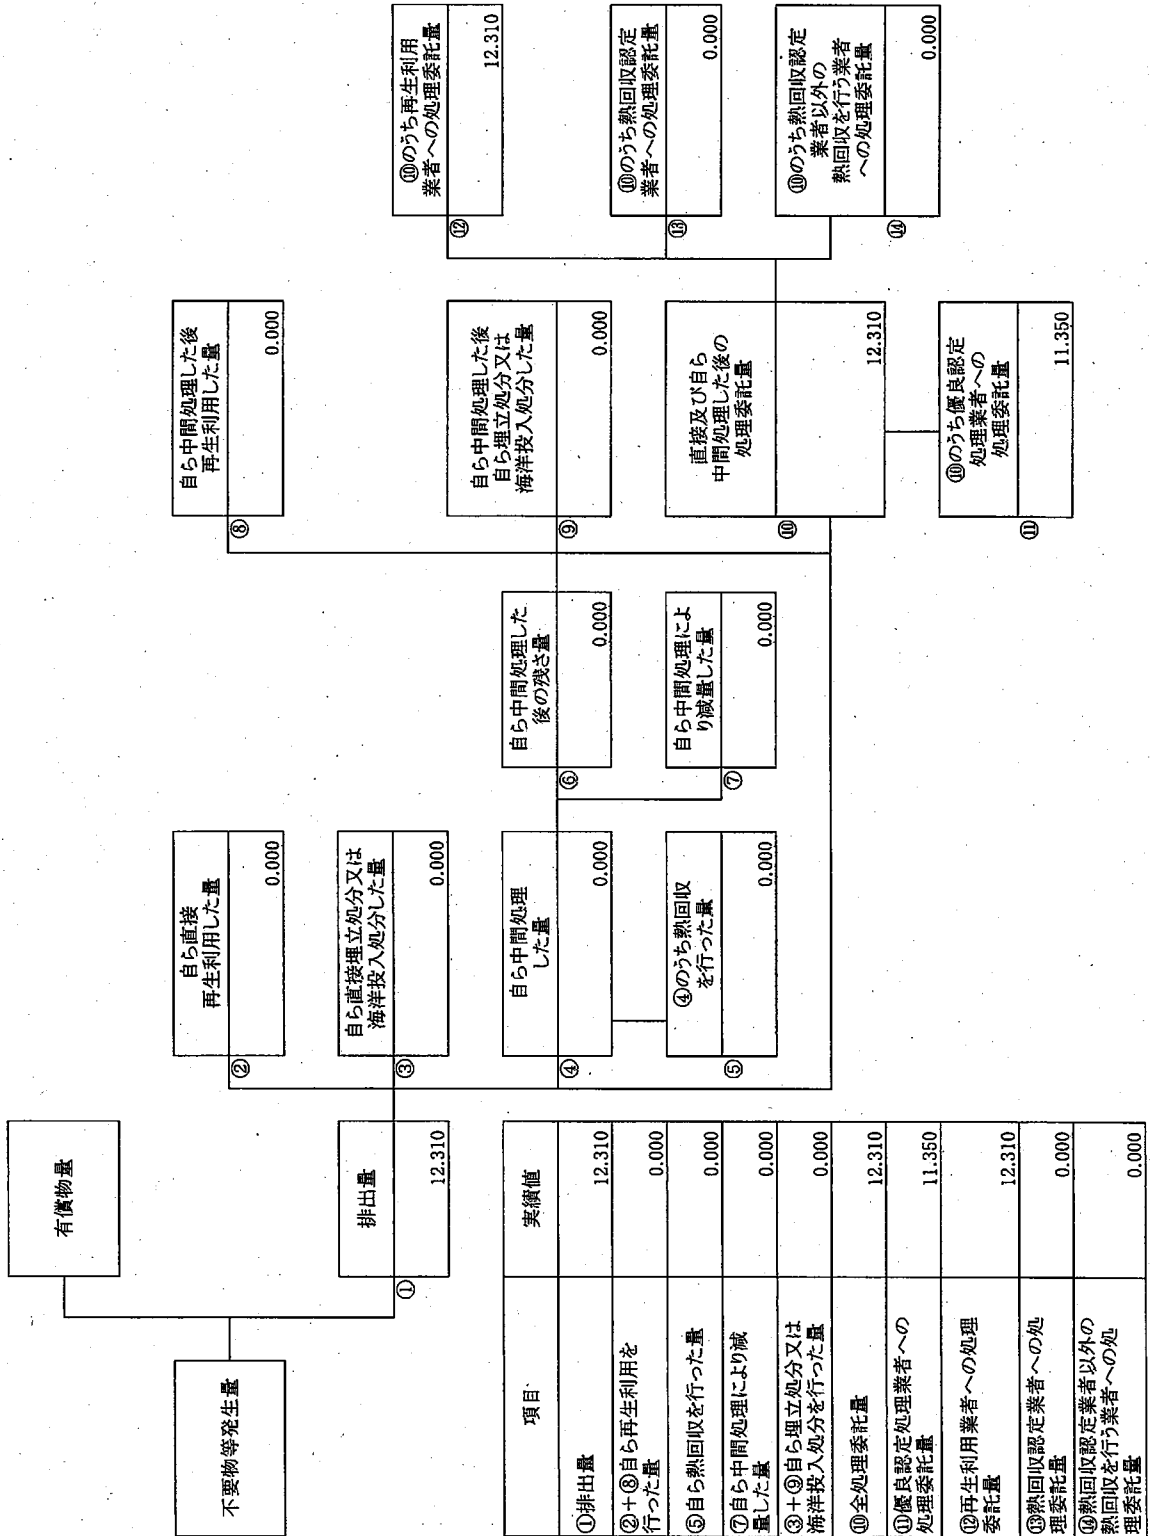 不要物等発生量
有償物量
排出量
①
12.310
自ら直接
再生利用した量
②
0.000
自ら直接埋立処分又は
海洋投入処分した量
③
0.000
自ら中間処理
した量
④
0.000
④のうち熱回収
を行った量
⑤
0.000
自ら中間処理した
後の残さ量
⑥
0.000
自ら中間処理によ
り減量した量
⑦
0.000
自ら中間処理した後
再生利用した量
⑧
0.000
自ら中間処理した後
自ら埋立処分又は
海洋投入処分した量
⑨
0.000
直接及び自ら
中間処理した後の
処理委託量
⑩
12.310
⑩のうち優良認定
処理業者への
処理委託量
⑪
11.350
⑩のうち再生利用
業者への処理委託量
⑫
12.310
⑩のうち熱回収認定
業者への処理委託量
⑬
0.000
⑩のうち熱回収認定
業者以外の
熱回収を行う業者
への処理委託量
⑭
0.000
項目 実績値
①排出量 12.310
②+⑧自ら再生利用を
行った量 0.000
⑤自ら熱回収を行った量 0.000
⑦自ら中間処理により減
量した量 0.000
③+⑨自ら埋立処分又は
海洋投入処分を行った量 0.000
⑩全処理委託量 12.310
⑪優良認定処理業者への
処理委託量 11.350
⑫再生利用業者への処理
委託量 12.310
⑬熱回収認定業者への処
理委託量 0.000
⑭熱回収認定業者以外の
熱回収を行う業者への処
理委託量 0.000